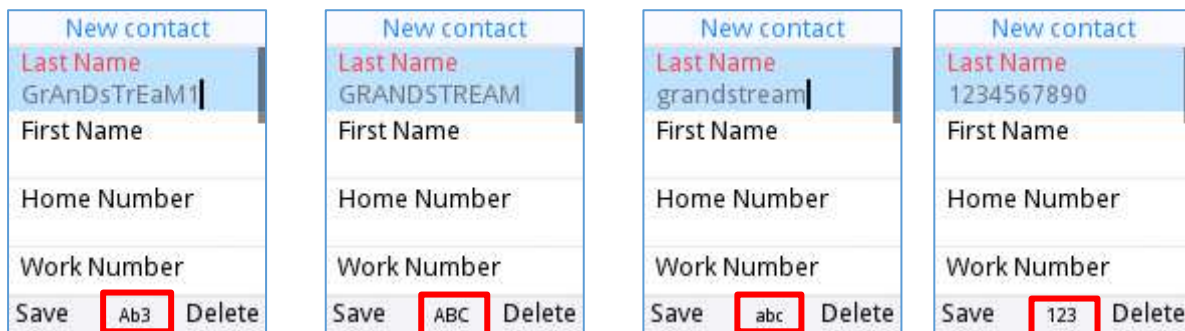 New contact
Last Name
GrAnDsTrEaM1
First Name
Home Number
Work Number
Save Ab3 Delete
New contact
Last Name
GRANDSTREAM
First Name
Home Number
Work Number
Save ABC Delete
New contact
Last Name
grandstream
First Name
Home Number
Work Number
Save abc Delete
New contact
Last Name
1234567890
First Name
Home Number
Work Number
Save 123 Delete